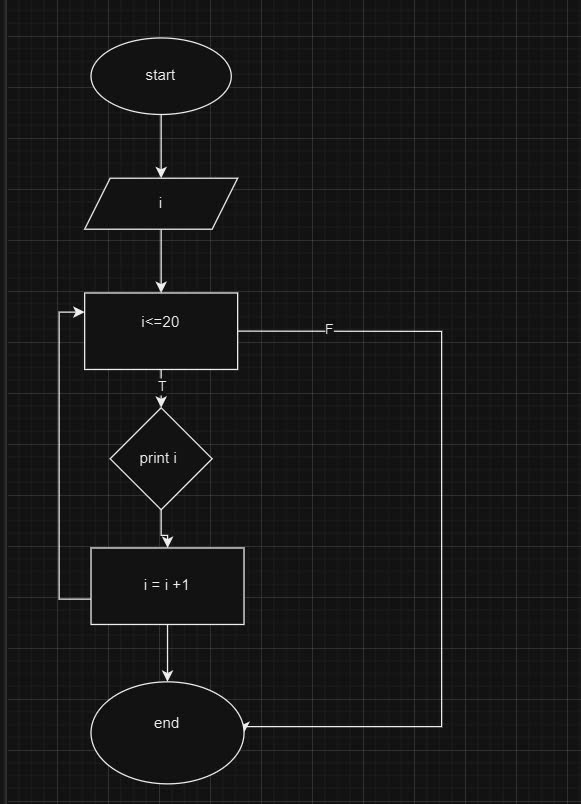 start
i
i<=20
F
T
print i
i = i +1
end